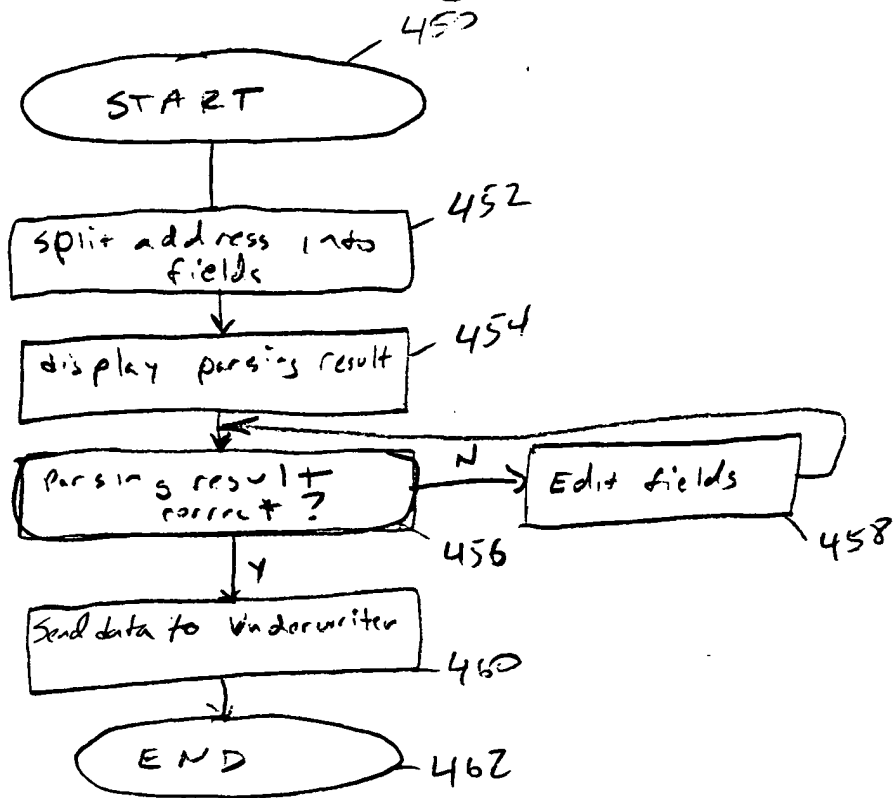 450
START
452
split address into
fields
454
display parsing result
N
parsing result
correct?
Edit fields
456
458
Y
Send data to Underwriter
460
END
462